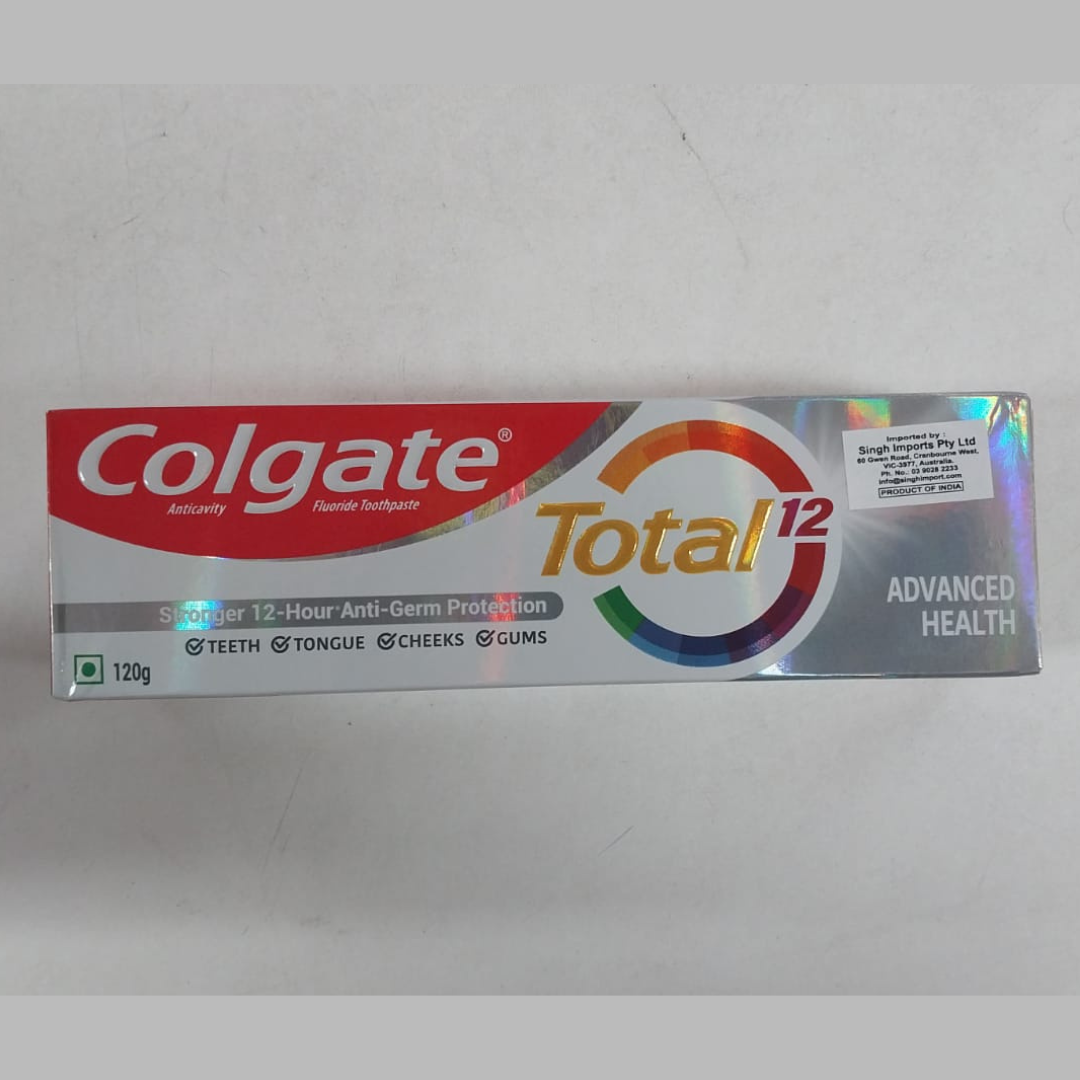 Colgate®
Anticavity Fluoride Toothpaste
Total 12
Imported by :
Singh Imports Pty Ltd
60 Gwen Road, Cranbourne West,
VIC-3977, Australia.
Ph. No.: 03 9028 2233
info@singhimport.com
PRODUCT OF INDIA
ADVANCED
HEALTH
Stronger 12-Hour* Anti-Germ Protection
TEETH TONGUE CHEEKS GUMS
120g